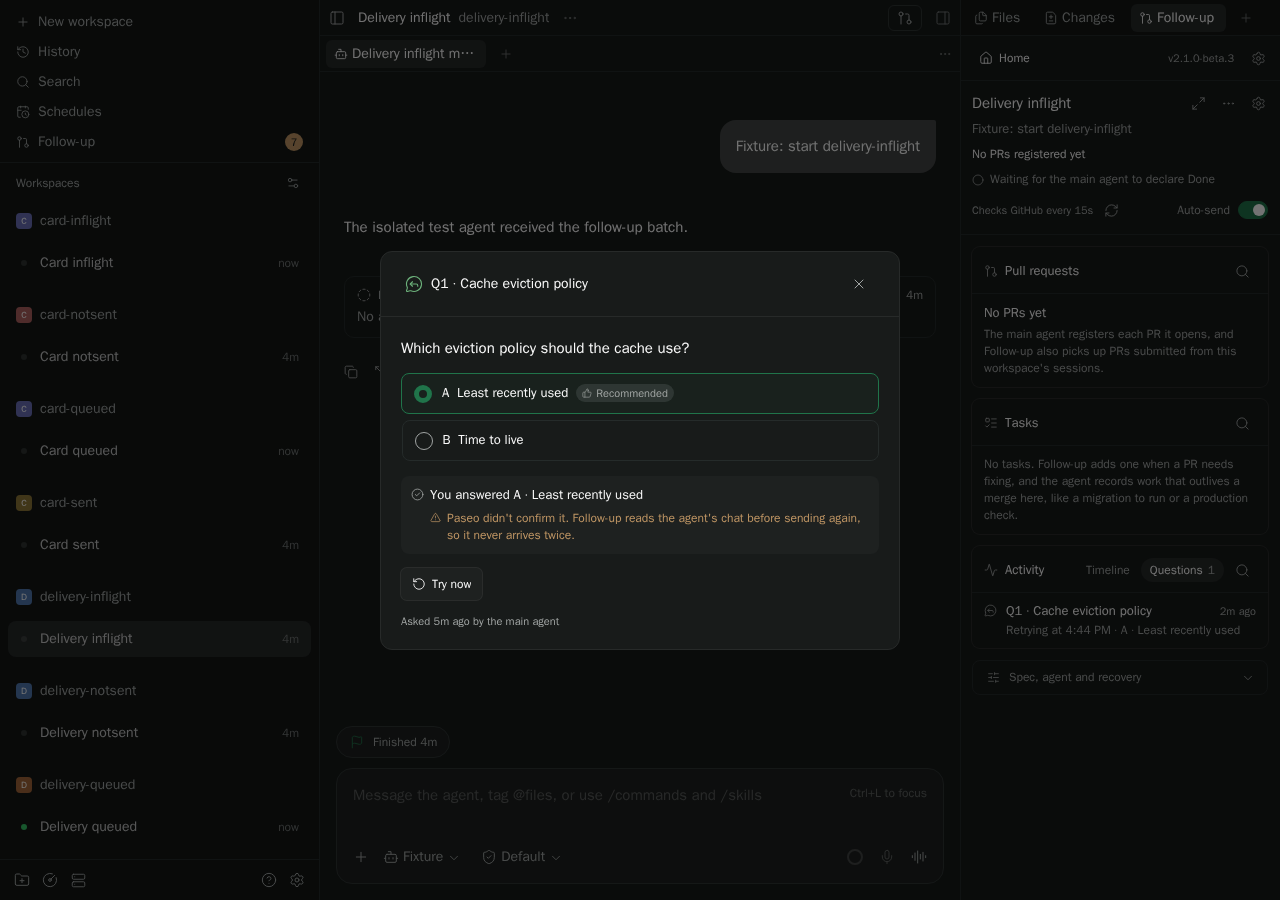 New workspace
History
Search
Schedules
Follow-up 7
Workspaces
C card-inflight
Card inflight now
C card-notsent
Card notsent 4m
C card-queued
Card queued now
C card-sent
Card sent 4m
D delivery-inflight
Delivery inflight 4m
D delivery-notsent
Delivery notsent 4m
D delivery-queued
Delivery queued now
Delivery inflight delivery-inflight
Delivery inflight m···
Fixture: start delivery-inflight
The isolated test agent received the follow-up batch.
4m
No
Q1 · Cache eviction policy
Which eviction policy should the cache use?
A Least recently used Recommended
B Time to live
You answered A · Least recently used
Paseo didn't confirm it. Follow-up reads the agent's chat before sending again,
so it never arrives twice.
Try now
Asked 5m ago by the main agent
Finished 4m
Message the agent, tag @files, or use /commands and /skills
Ctrl+L to focus
Fixture
Default
Files
Changes
Follow-up
Home v2.1.0-beta.3
Delivery inflight
Fixture: start delivery-inflight
No PRs registered yet
Waiting for the main agent to declare Done
Checks GitHub every 15s Auto-send
Pull requests
No PRs yet
The main agent registers each PR it opens, and
Follow-up also picks up PRs submitted from this
workspace's sessions.
Tasks
No tasks. Follow-up adds one when a PR needs
fixing, and the agent records work that outlives a
merge here, like a migration to run or a production
check.
Activity Timeline Questions 1
Q1 · Cache eviction policy 2m ago
Retrying at 4:44 PM · A · Least recently used
Spec, agent and recovery